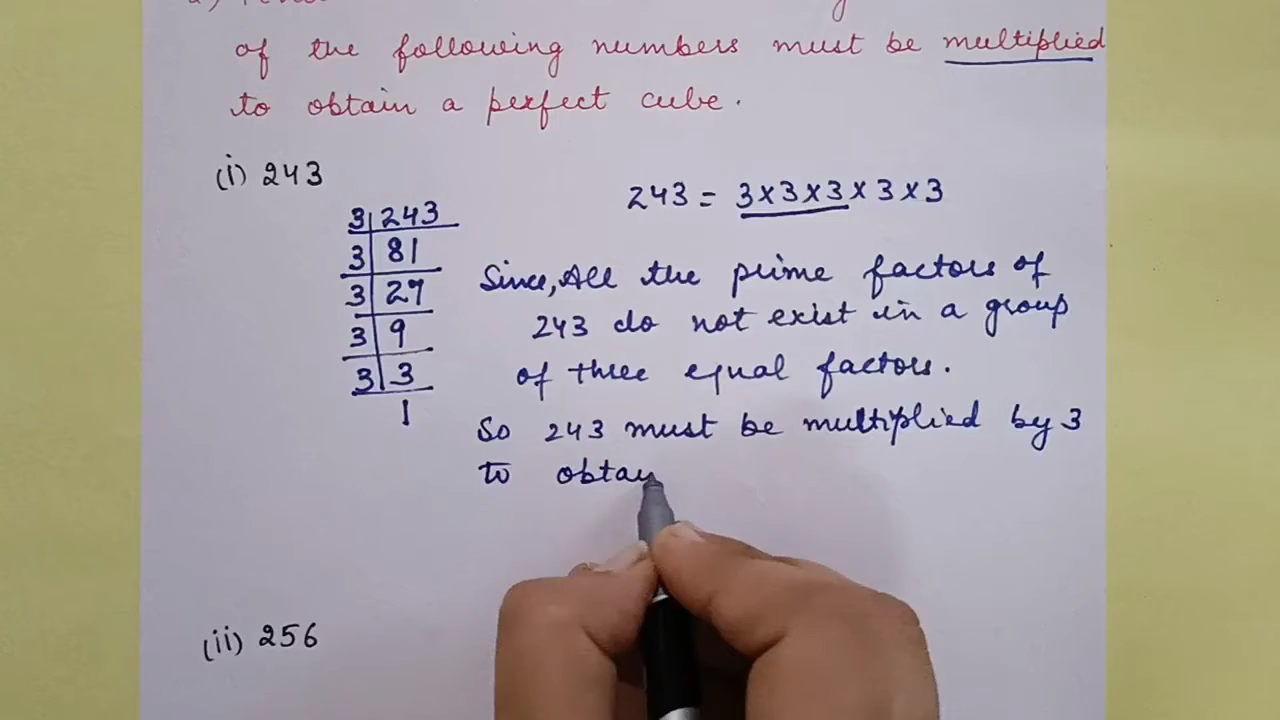 of the following numbers must be multiplied
to obtain a perfect cube.
(i) 243
243 = 3×3×3×3×3
3 243
3 81
3 27
3 9
3 3
1
Since, All the prime factors of
243 do not exist in a group
of three equal factors.
So 243 must be multiplied by 3
to obtain
(ii) 256